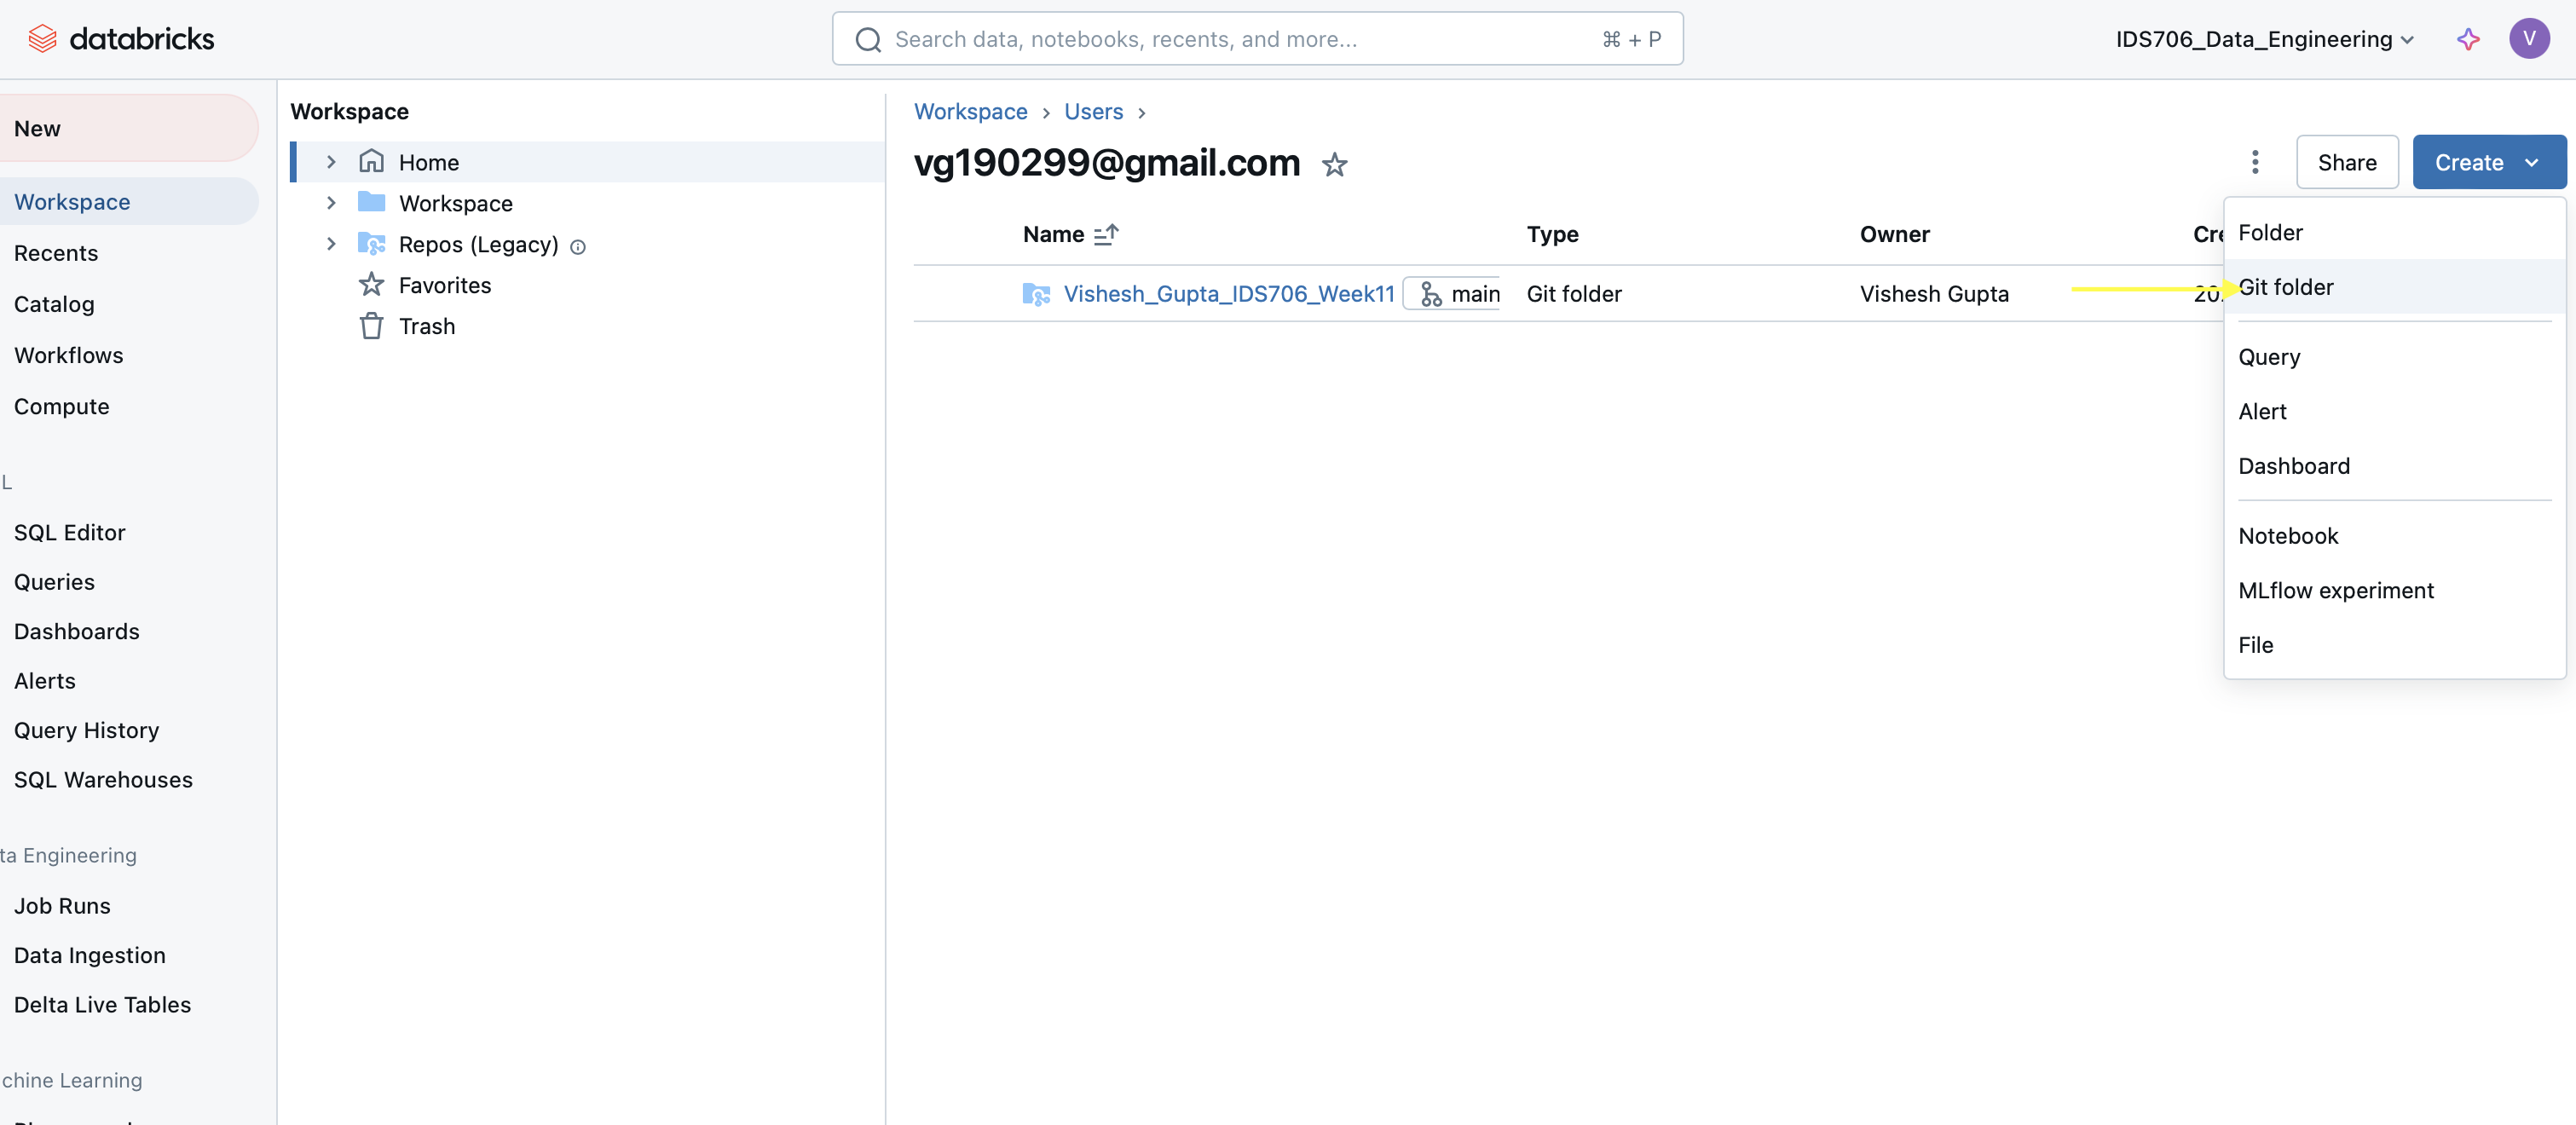 databricks
Search data, notebooks, recents, and more... ⌘ + P
IDS706_Data_Engineering
V
New
Workspace
Recents
Catalog
Workflows
Compute
L
SQL Editor
Queries
Dashboards
Alerts
Query History
SQL Warehouses
ta Engineering
Job Runs
Data Ingestion
Delta Live Tables
chine Learning
Workspace
Home
Workspace
Repos (Legacy)
Favorites
Trash
Workspace > Users >
vg190299@gmail.com
Share
Create
Name Type Owner Cre
Vishesh_Gupta_IDS706_Week11 main Git folder Vishesh Gupta 20
Folder
Git folder
Query
Alert
Dashboard
Notebook
MLflow experiment
File